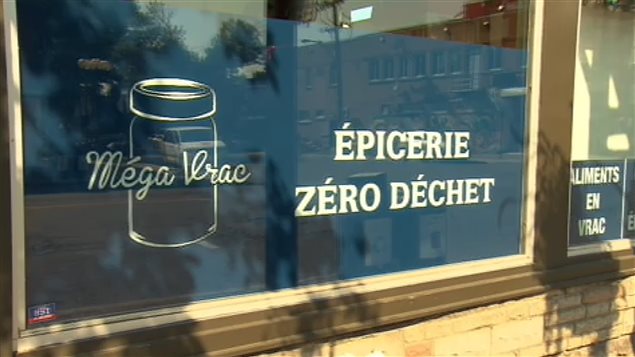 Méga Vrac
ÉPICERIE
ZÉRO DÉCHET
ALIMENTS
EN
VRAC